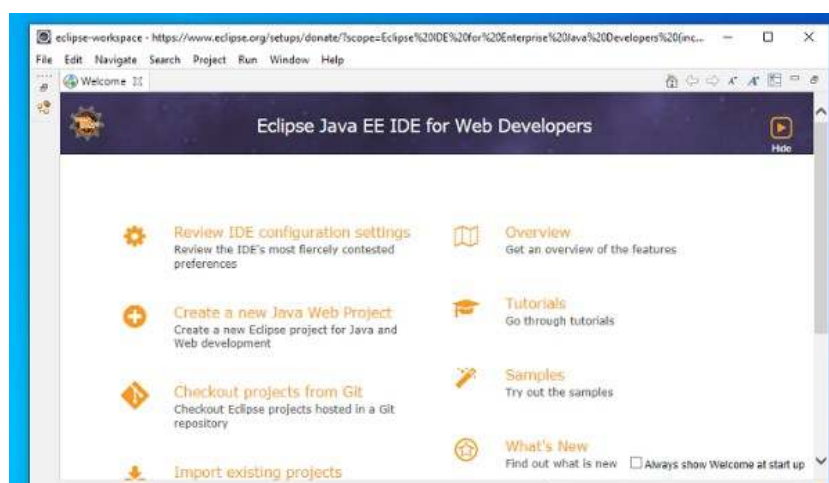 eclipse-workspace - https://www.eclipse.org/setups/donate/?scope=Eclipse%20IDE%20for%20Enterprise%20Java%20Developers%20(inc...
File Edit Navigate Search Project Run Window Help
Welcome
Eclipse Java EE IDE for Web Developers
Hide
Review IDE configuration settings
Review the IDE's most fiercely contested
preferences
Overview
Get an overview of the features
Create a new Java Web Project
Create a new Eclipse project for Java and
Web development
Tutorials
Go through tutorials
Checkout projects from Git
Checkout Eclipse projects hosted in a Git
repository
Samples
Try out the samples
Import existing projects
What's New
Find out what is new
Always show Welcome at start up